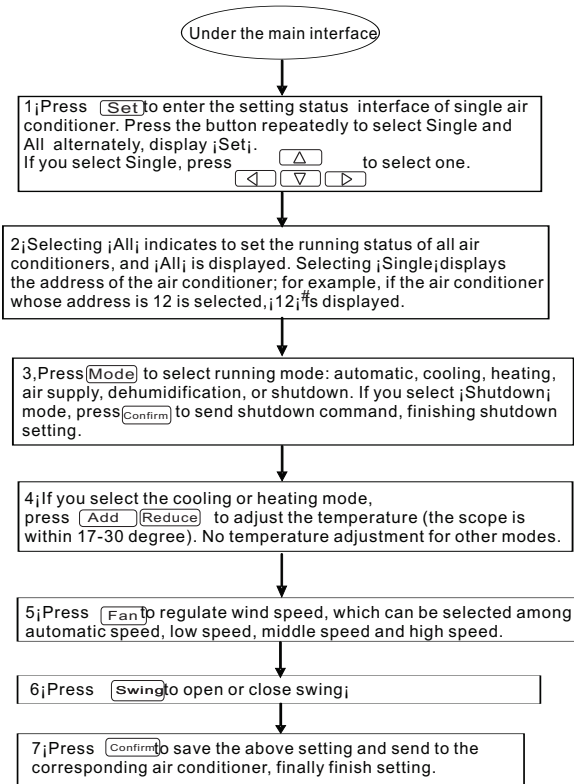 Under the main interface
1¡Press Set to enter the setting status interface of single air
conditioner. Press the button repeatedly to select Single and
All alternately, display ¡Set¡.
If you select Single, press to select one.
2¡Selecting ¡All¡ indicates to set the running status of all air
conditioners, and ¡All¡ is displayed. Selecting ¡Single¡displays
the address of the air conditioner; for example, if the air conditioner
whose address is 12 is selected,¡12¡# is displayed.
3,Press Mode to select running mode: automatic, cooling, heating,
air supply, dehumidification, or shutdown. If you select ¡Shutdown¡
mode, press Confirm to send shutdown command, finishing shutdown
setting.
4¡If you select the cooling or heating mode,
press Add Reduce to adjust the temperature (the scope is
within 17-30 degree). No temperature adjustment for other modes.
5¡Press Fan to regulate wind speed, which can be selected among
automatic speed, low speed, middle speed and high speed.
6¡Press Swing to open or close swing¡
7¡Press Confirm to save the above setting and send to the
corresponding air conditioner, finally finish setting.